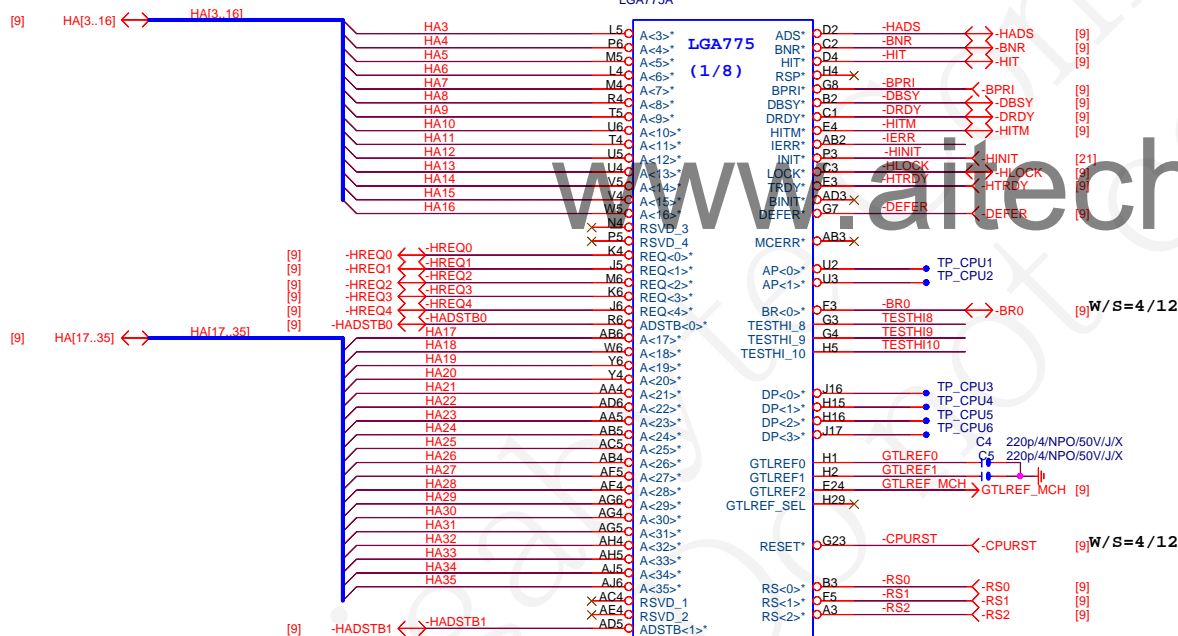 LGA775A
[9] HA[3..16] HA[3..16]
LGA775
(1/8)
HA3 L5 A<3>* ADS* D2 -HADS -HADS [9]
HA4 P6 A<4>* BNR* C2 -BNR -BNR [9]
HA5 M5 A<5>* HIT* D4 -HIT -HIT [9]
HA6 L4 A<6>* RSP* H4
HA7 M4 A<7>* BPRI* G8 -BPRI -BPRI [9]
HA8 R4 A<8>* DBSY* B2 -DBSY -DBSY [9]
HA9 T5 A<9>* DRDY* C1 -DRDY -DRDY [9]
HA10 U6 A<10>* HITM* E4 -HITM -HITM [9]
HA11 T4 A<11>* IERR* AB2 -IERR
HA12 U5 A<12>* INIT* P3 -HINIT -HINIT [21]
HA13 U4 A<13>* LOCK* C3 -HLOCK -HLOCK [9]
HA14 V5 A<14>* TRDY* E3 -HTRDY -HTRDY [9]
HA15 V4 A<15>* BINIT* AD3
HA16 W5 A<16>* DEFER* G7 -DEFER -DEFER [9]
www.aitech
N4 RSVD_3
P5 RSVD_4 MCERR* AB3
[9] -HREQ0 -HREQ0 K4 REQ<0>*
[9] -HREQ1 -HREQ1 J5 REQ<1>* AP<0>* U2 TP_CPU1
[9] -HREQ2 -HREQ2 M6 REQ<2>* AP<1>* U3 TP_CPU2
[9] -HREQ3 -HREQ3 K6 REQ<3>*
[9] -HREQ4 -HREQ4 J6 REQ<4>* BR<0>* F3 -BR0 -BR0 [9] W/S=4/12
[9] -HADSTB0 -HADSTB0 R6 ADSTB<0>* TESTHI_8 G3 TESTHI8
[9] HA[17..35] HA[17..35]
HA17 AB6 A<17>* TESTHI_9 G4 TESTHI9
HA18 W6 A<18>* TESTHI_10 H5 TESTHI10
HA19 Y6 A<19>*
HA20 Y4 A<20>*
HA21 AA4 A<21>* DP<0>* J16 TP_CPU3
HA22 AD6 A<22>* DP<1>* H15 TP_CPU4
HA23 AA5 A<23>* DP<2>* H16 TP_CPU5
HA24 AB5 A<24>* DP<3>* J17 TP_CPU6
HA25 AC5 A<25>* C4 220p/4/NPO/50V/J/X
HA26 AB4 A<26>* GTLREF0 H1 GTLREF0 C5 220p/4/NPO/50V/J/X
HA27 AF5 A<27>* GTLREF1 H2 GTLREF1
HA28 AF4 A<28>* GTLREF2 E24 GTLREF_MCH GTLREF_MCH [9]
HA29 AG6 A<29>* GTLREF_SEL H29
HA30 AG4 A<30>*
HA31 AG5 A<31>*
HA32 AH4 A<32>* RESET* G23 -CPURST -CPURST [9] W/S=4/12
HA33 AH5 A<33>*
HA34 AJ5 A<34>*
HA35 AJ6 A<35>* RS<0>* B3 -RS0 -RS0 [9]
AC4 RSVD_1 RS<1>* F5 -RS1 -RS1 [9]
AE4 RSVD_2 RS<2>* A3 -RS2 -RS2 [9]
[9] -HADSTB1 -HADSTB1 AD5 ADSTB<1>*